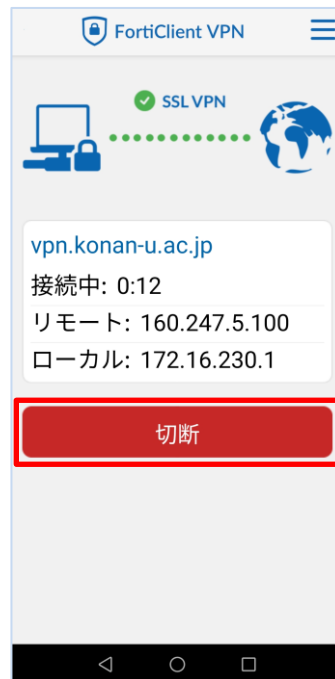 FortiClient VPN
SSL VPN
vpn.konan-u.ac.jp
接続中: 0:12
リモート: 160.247.5.100
ローカル: 172.16.230.1
切断